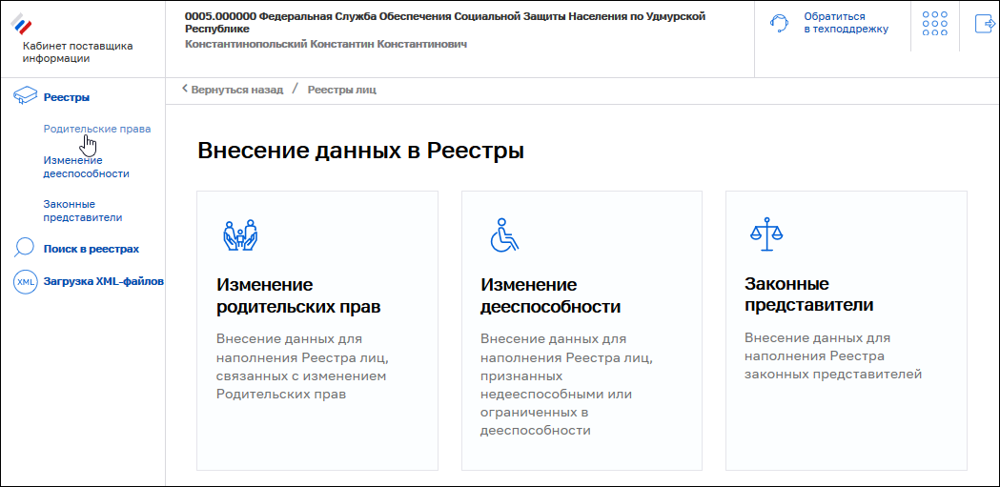 Кабинет поставщика
информации
0005.000000 Федеральная Служба Обеспечения Социальной Защиты Населения по Удмурской
Республике
Константинопольский Константин Константинович
Обратиться
в техподдрежку
Реестры
Родительские права
Изменение
дееспособности
Законные
представители
Поиск в реестрах
XML
Загрузка XML-файлов
Вернуться назад / Реестры лиц
Внесение данных в Реестры
Изменение
родительских прав
Внесение данных для
наполнения Реестра лиц,
связанных с изменением
Родительских прав
Изменение
дееспособности
Внесение данных для
наполнения Реестра лиц,
признанных
недееспособными или
ограниченных в
дееспособности
Законные
представители
Внесение данных для
наполнения Реестра
законных представителей